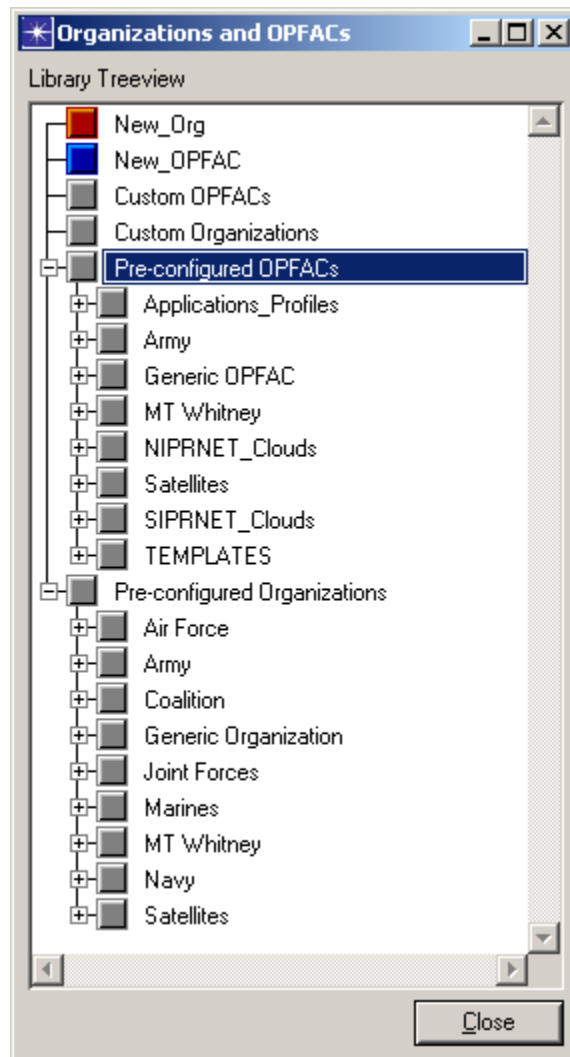 Organizations and OPFACs
Library Treeview
New_Org
New_OPFAC
Custom OPFACs
Custom Organizations
Pre-configured OPFACs
Applications_Profiles
Army
Generic OPFAC
MT Whitney
NIPRNET_Clouds
Satellites
SIPRNET_Clouds
TEMPLATES
Pre-configured Organizations
Air Force
Army
Coalition
Generic Organization
Joint Forces
Marines
MT Whitney
Navy
Satellites
Close